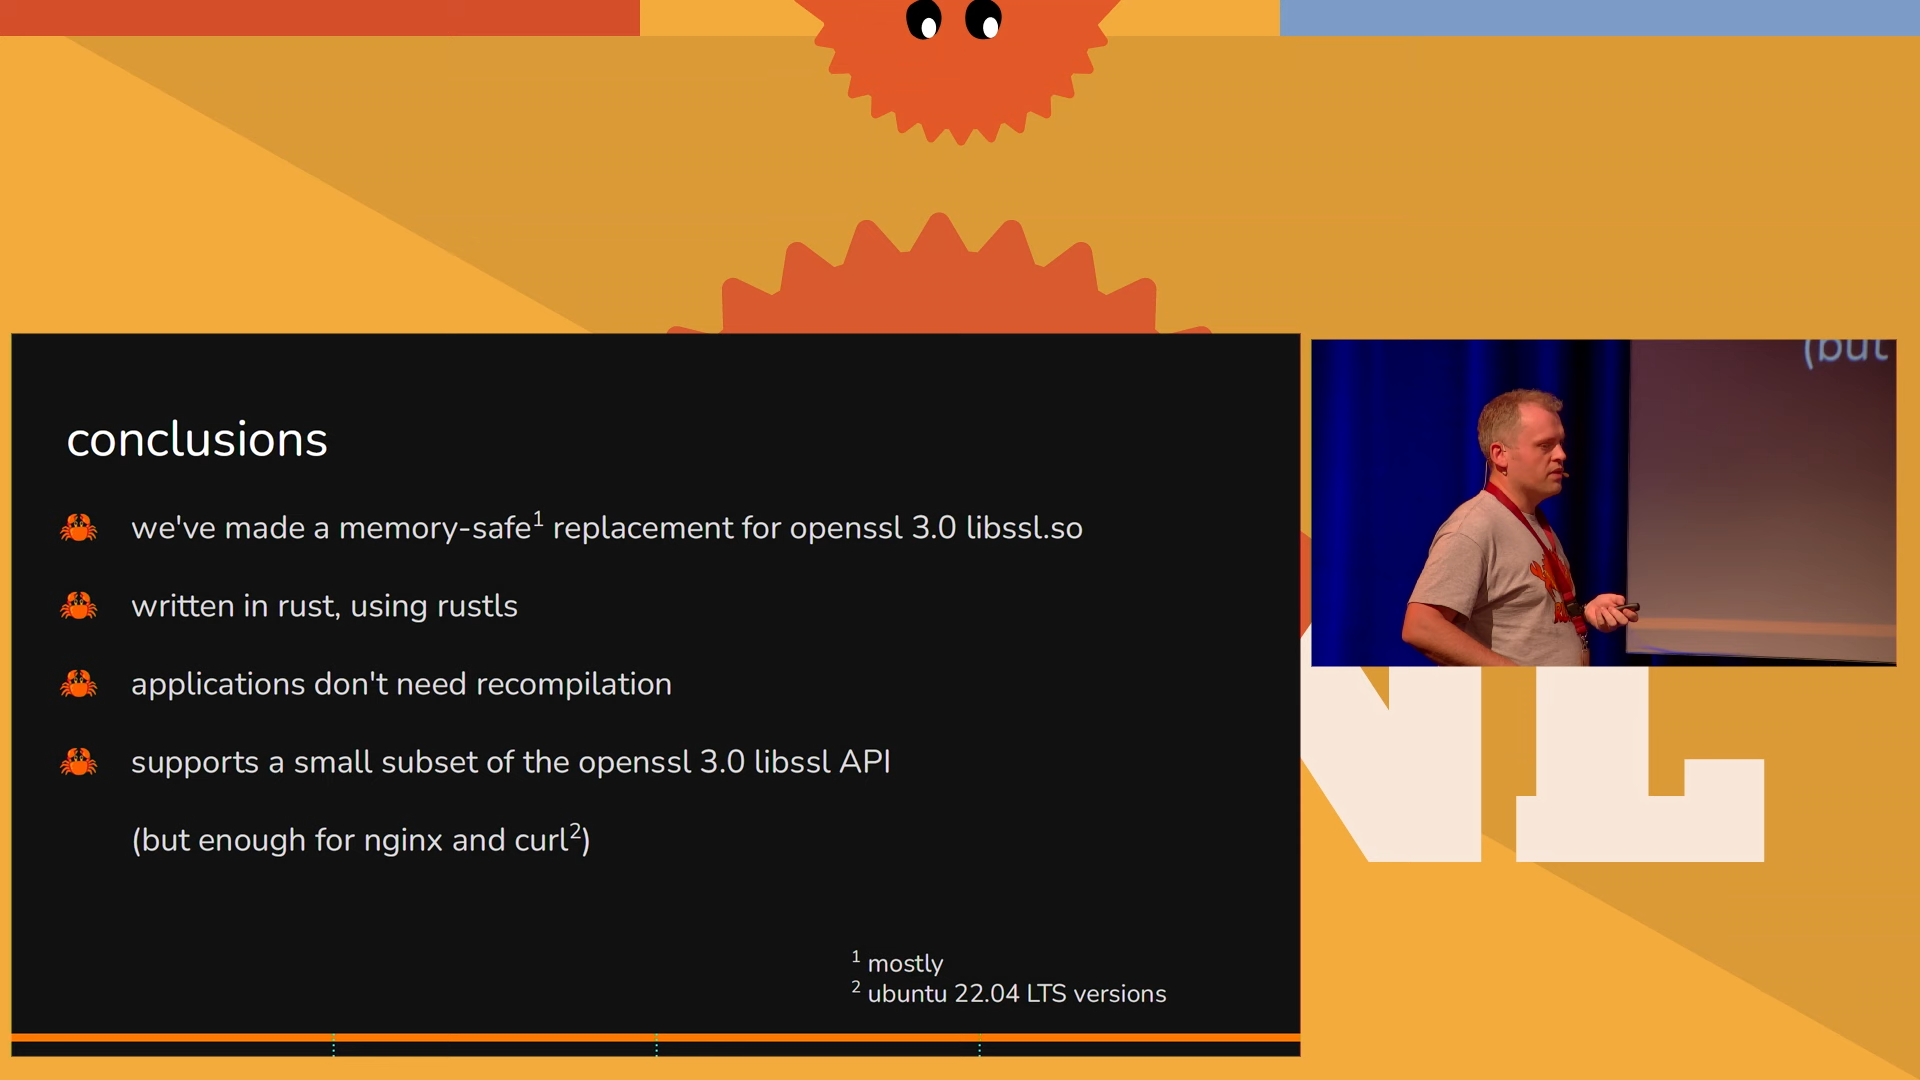 conclusions
we've made a memory-safe¹ replacement for openssl 3.0 libssl.so
written in rust, using rustls
applications don't need recompilation
supports a small subset of the openssl 3.0 libssl API
(but enough for nginx and curl²)
¹ mostly
² ubuntu 22.04 LTS versions
(but
NL